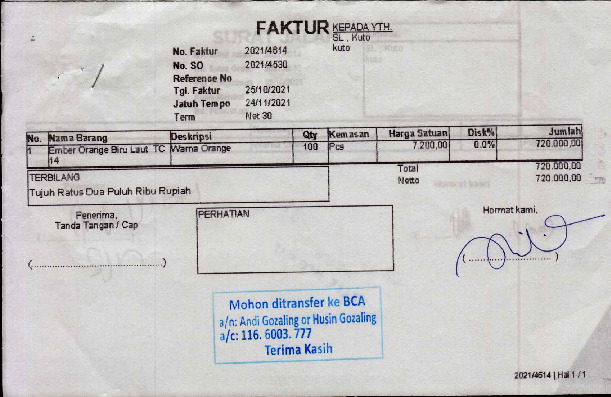 FAKTUR
KEPADA YTH.
SL , Kuto
kuto
No. Faktur 2021/4614
No. SO 2021/4530
Reference No
Tgl. Faktur 25/10/2021
Jatuh Tempo 24/11/2021
Term Net 30
No. Nama Barang Deskripsi Qty Kemasan Harga Satuan Disk% Jumlah
1 Ember Orange Biru Laut TC 14 Warna Orange 100 Pcs 7.200,00 0.0% 720.000,00
Total 720.000,00
Netto 720.000,00
TERBILANG
Tujuh Ratus Dua Puluh Ribu Rupiah
Penerima,
Tanda Tangan / Cap
(.................................)
PERHATIAN
Hormat kami,
(......................)
Mohon ditransfer ke BCA
a/n: Andi Gozaling or Husin Gozaling
a/c: 116. 6003. 777
Terima Kasih
2021/4614 | Hal 1 / 1